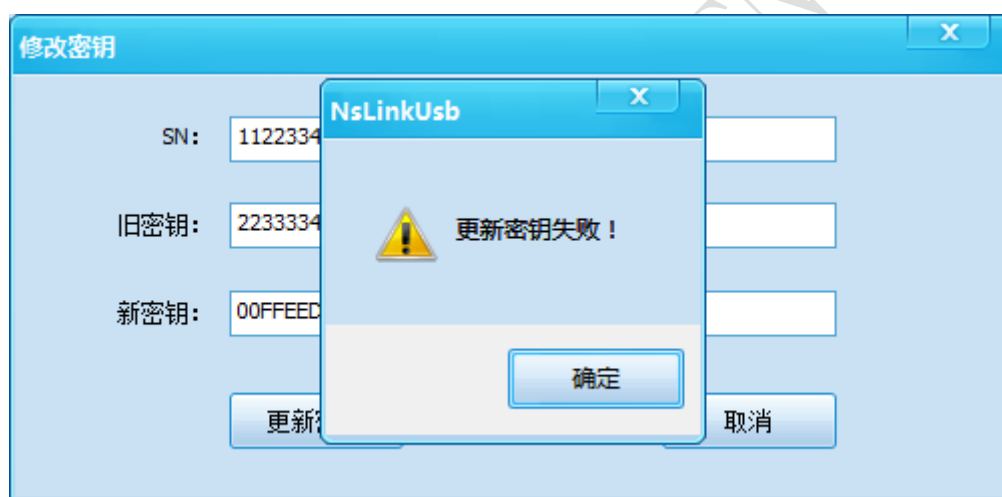 修改密钥
X
NsLinkUsb
X
SN:
1122334
旧密钥:
2233334
更新密钥失败！
新密钥:
00FFEED
确定
更新
取消